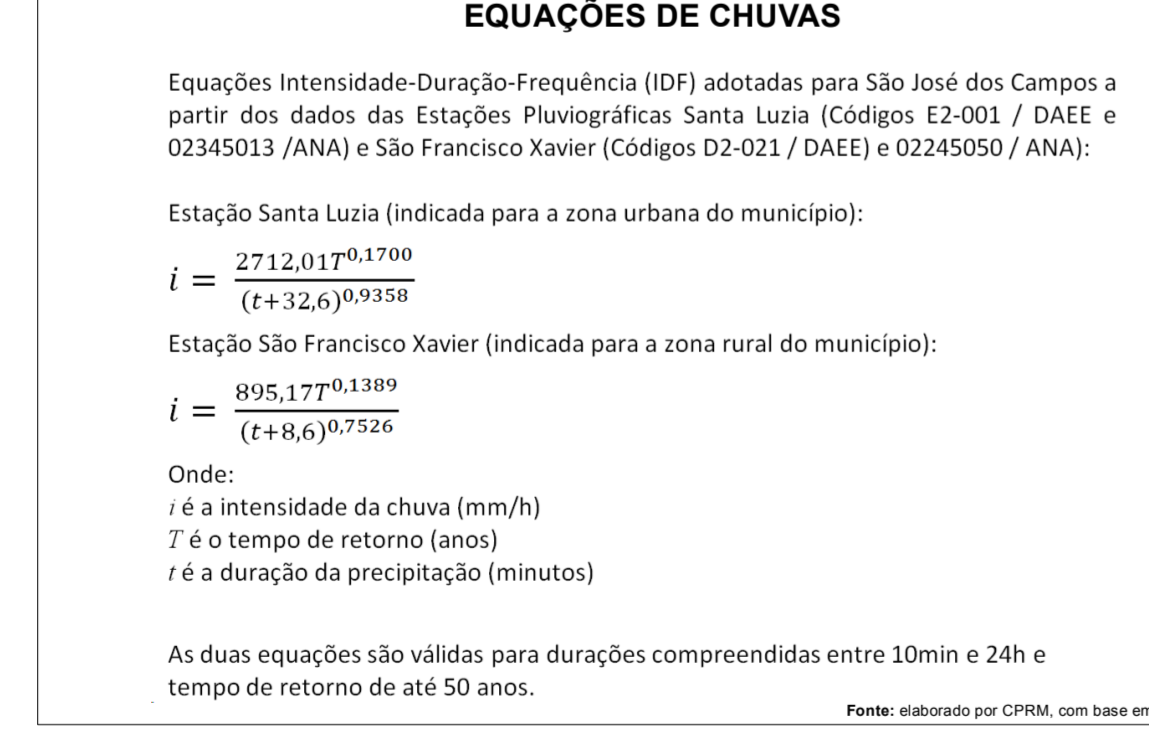 EQUAÇÕES DE CHUVAS
Equações Intensidade-Duração-Frequência (IDF) adotadas para São José dos Campos a
partir dos dados das Estações Pluviográficas Santa Luzia (Códigos E2-001 / DAEE e
02345013 /ANA) e São Francisco Xavier (Códigos D2-021 / DAEE) e 02245050 / ANA):
Estação Santa Luzia (indicada para a zona urbana do município):
i = 2712,01T^0,1700 / (t+32,6)^0,9358
Estação São Francisco Xavier (indicada para a zona rural do município):
i = 895,17T^0,1389 / (t+8,6)^0,7526
Onde:
i é a intensidade da chuva (mm/h)
T é o tempo de retorno (anos)
t é a duração da precipitação (minutos)
As duas equações são válidas para durações compreendidas entre 10min e 24h e
tempo de retorno de até 50 anos.
Fonte: elaborado por CPRM, com base em